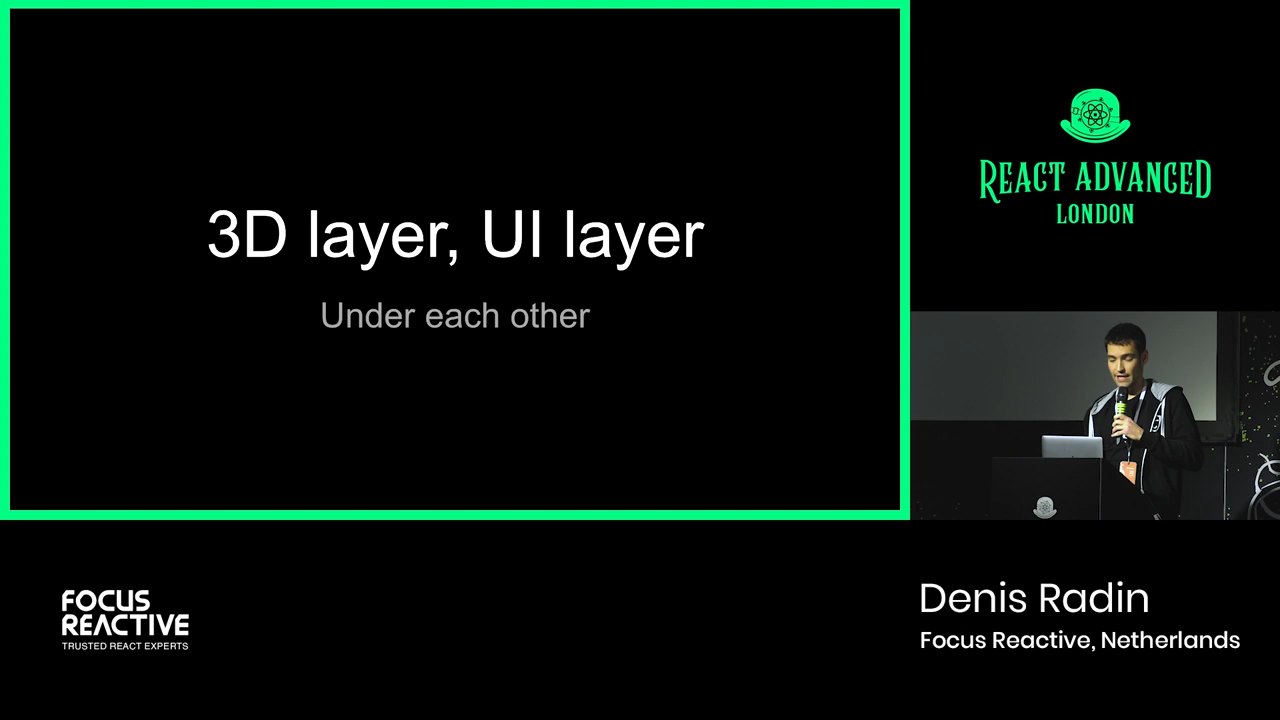 3D layer, UI layer
Under each other
REACT ADVANCED
LONDON
FOCUS
REACTIVE
TRUSTED REACT EXPERTS
Denis Radin
Focus Reactive, Netherlands